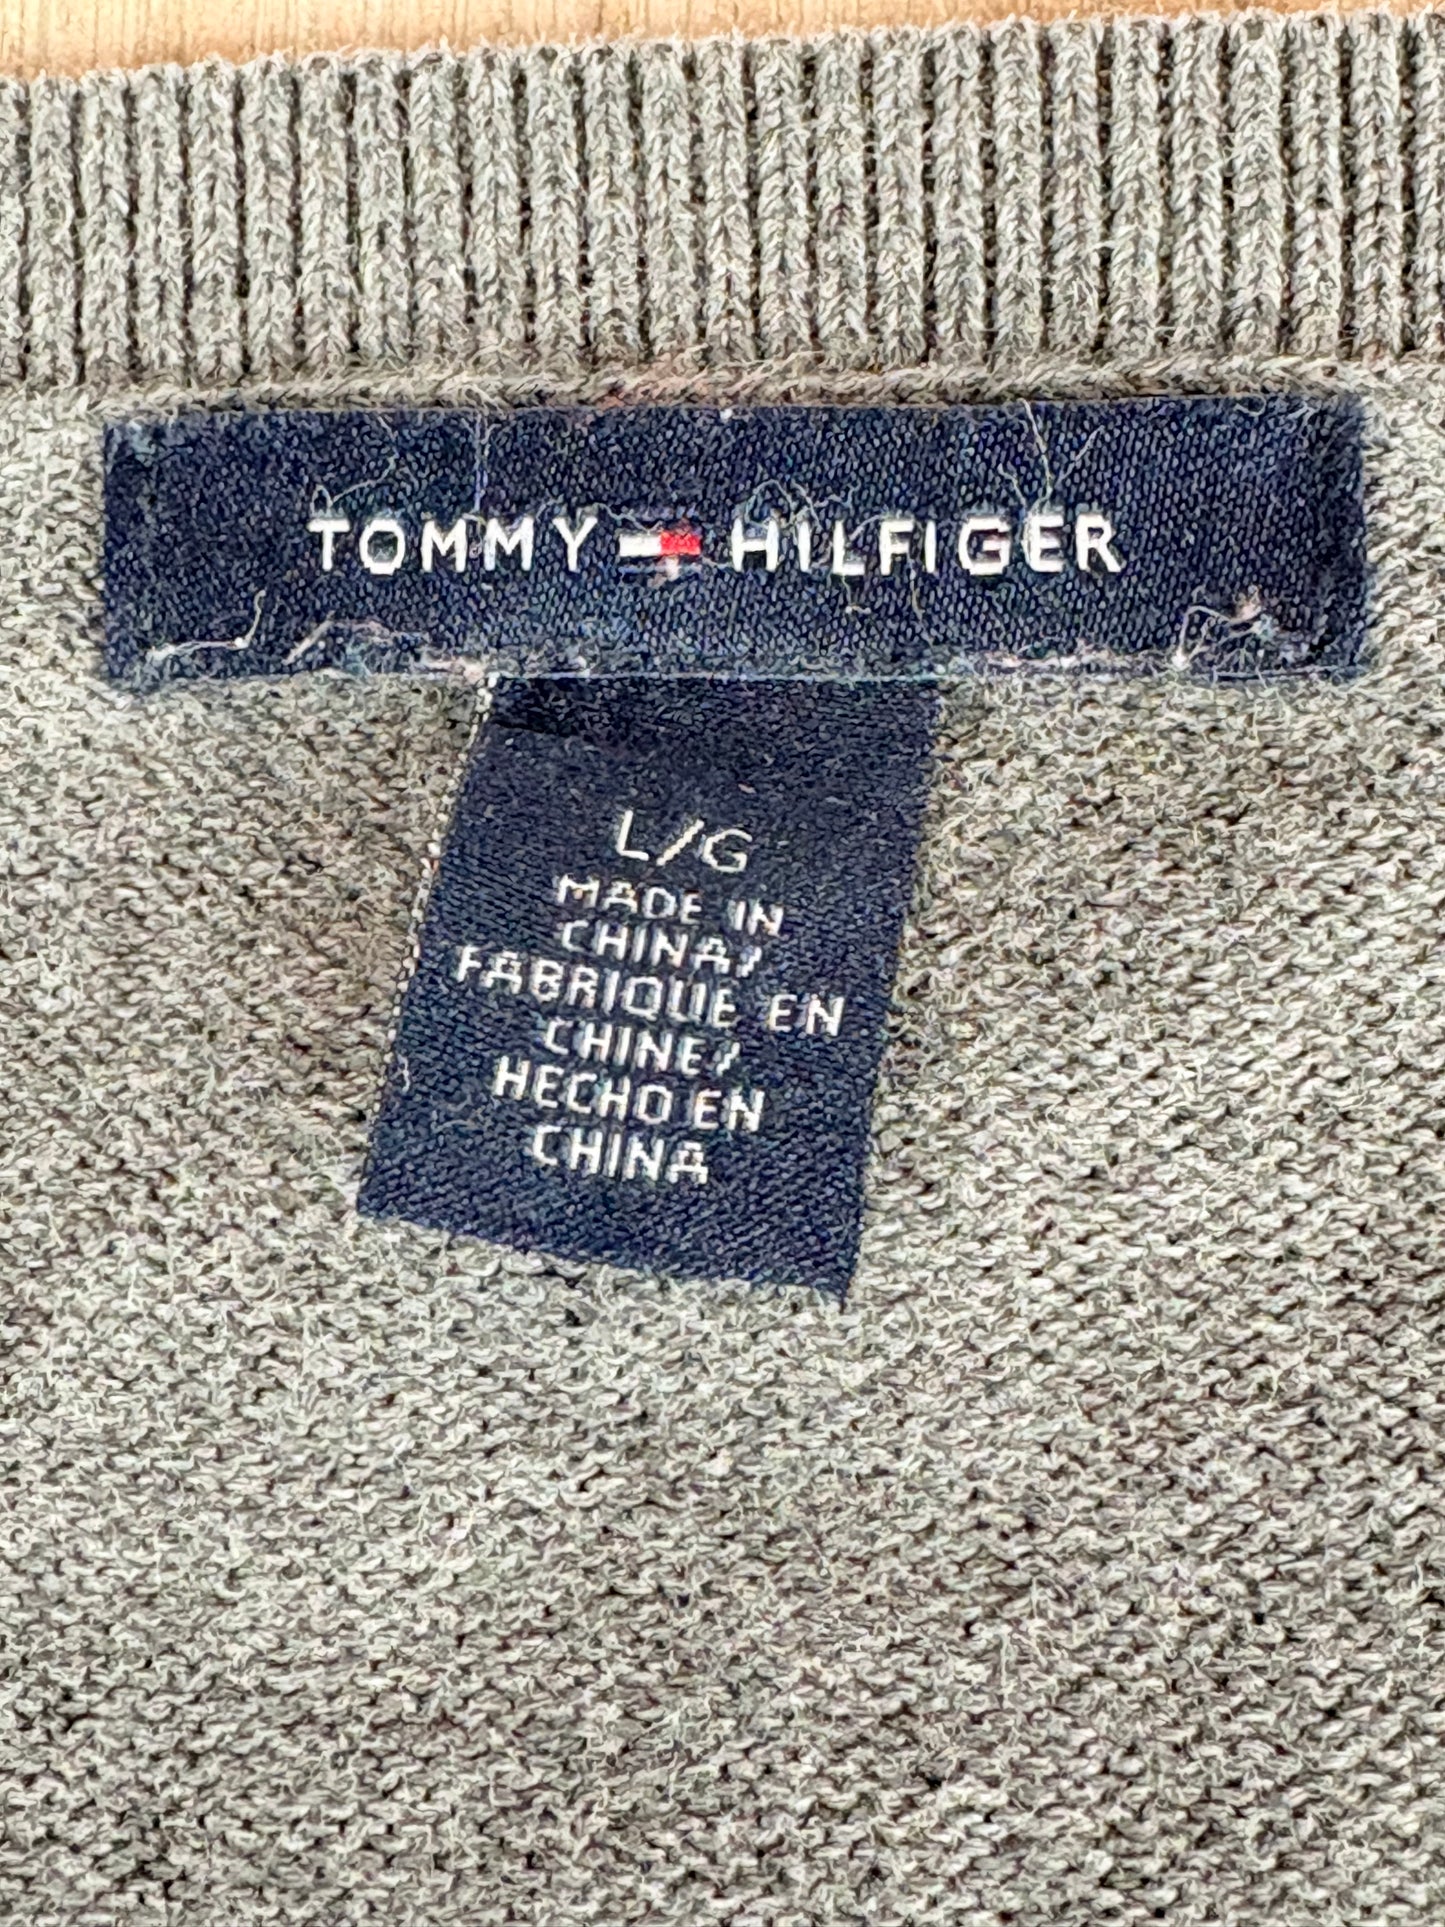 TOMMY HILFIGER
L/G
MADE IN
CHINA/
FABRIQUE EN
CHINE/
HECHO EN
CHINA